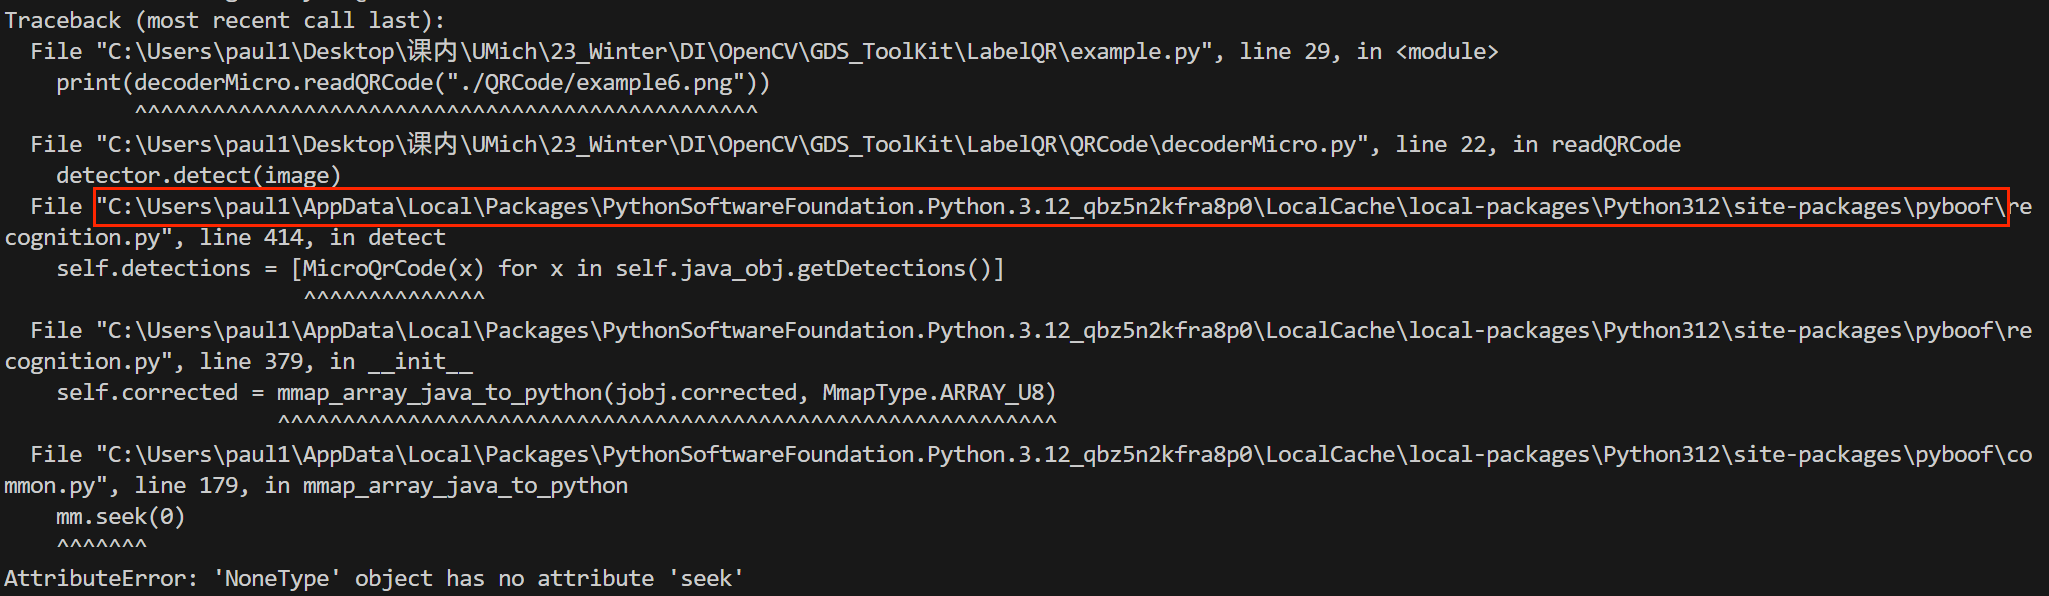 Traceback (most recent call last):
  File "C:\Users\paul1\Desktop\课内\UMich\23_Winter\DI\OpenCV\GDS_ToolKit\LabelQR\example.py", line 29, in <module>
    print(decoderMicro.readQRCode("./QRCode/example6.png"))
          ^^^^^^^^^^^^^^^^^^^^^^^^^^^^^^^^^^^^^^^^^^^^^^^^
  File "C:\Users\paul1\Desktop\课内\UMich\23_Winter\DI\OpenCV\GDS_ToolKit\LabelQR\QRCode\decoderMicro.py", line 22, in readQRCode
    detector.detect(image)
  File "C:\Users\paul1\AppData\Local\Packages\PythonSoftwareFoundation.Python.3.12_qbz5n2kfra8p0\LocalCache\local-packages\Python312\site-packages\pyboof\re
cognition.py", line 414, in detect
    self.detections = [MicroQrCode(x) for x in self.java_obj.getDetections()]
                       ^^^^^^^^^^^^^^
  File "C:\Users\paul1\AppData\Local\Packages\PythonSoftwareFoundation.Python.3.12_qbz5n2kfra8p0\LocalCache\local-packages\Python312\site-packages\pyboof\re
cognition.py", line 379, in __init__
    self.corrected = mmap_array_java_to_python(jobj.corrected, MmapType.ARRAY_U8)
                     ^^^^^^^^^^^^^^^^^^^^^^^^^^^^^^^^^^^^^^^^^^^^^^^^^^^^^^^^^^^^
  File "C:\Users\paul1\AppData\Local\Packages\PythonSoftwareFoundation.Python.3.12_qbz5n2kfra8p0\LocalCache\local-packages\Python312\site-packages\pyboof\co
mmon.py", line 179, in mmap_array_java_to_python
    mm.seek(0)
    ^^^^^^^
AttributeError: 'NoneType' object has no attribute 'seek'